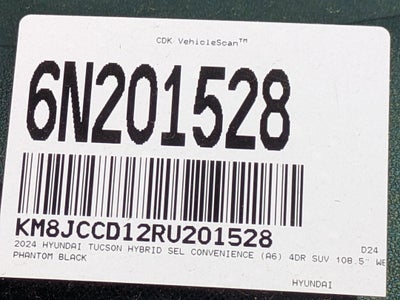 CDK VehicleScan™
6N201528
KM8JCCD12RU201528
D24
2024 HYUNDAI TUCSON HYBRID SEL CONVENIENCE (A6) 4DR SUV 108.5" WE
PHANTOM BLACK
HYUNDAI